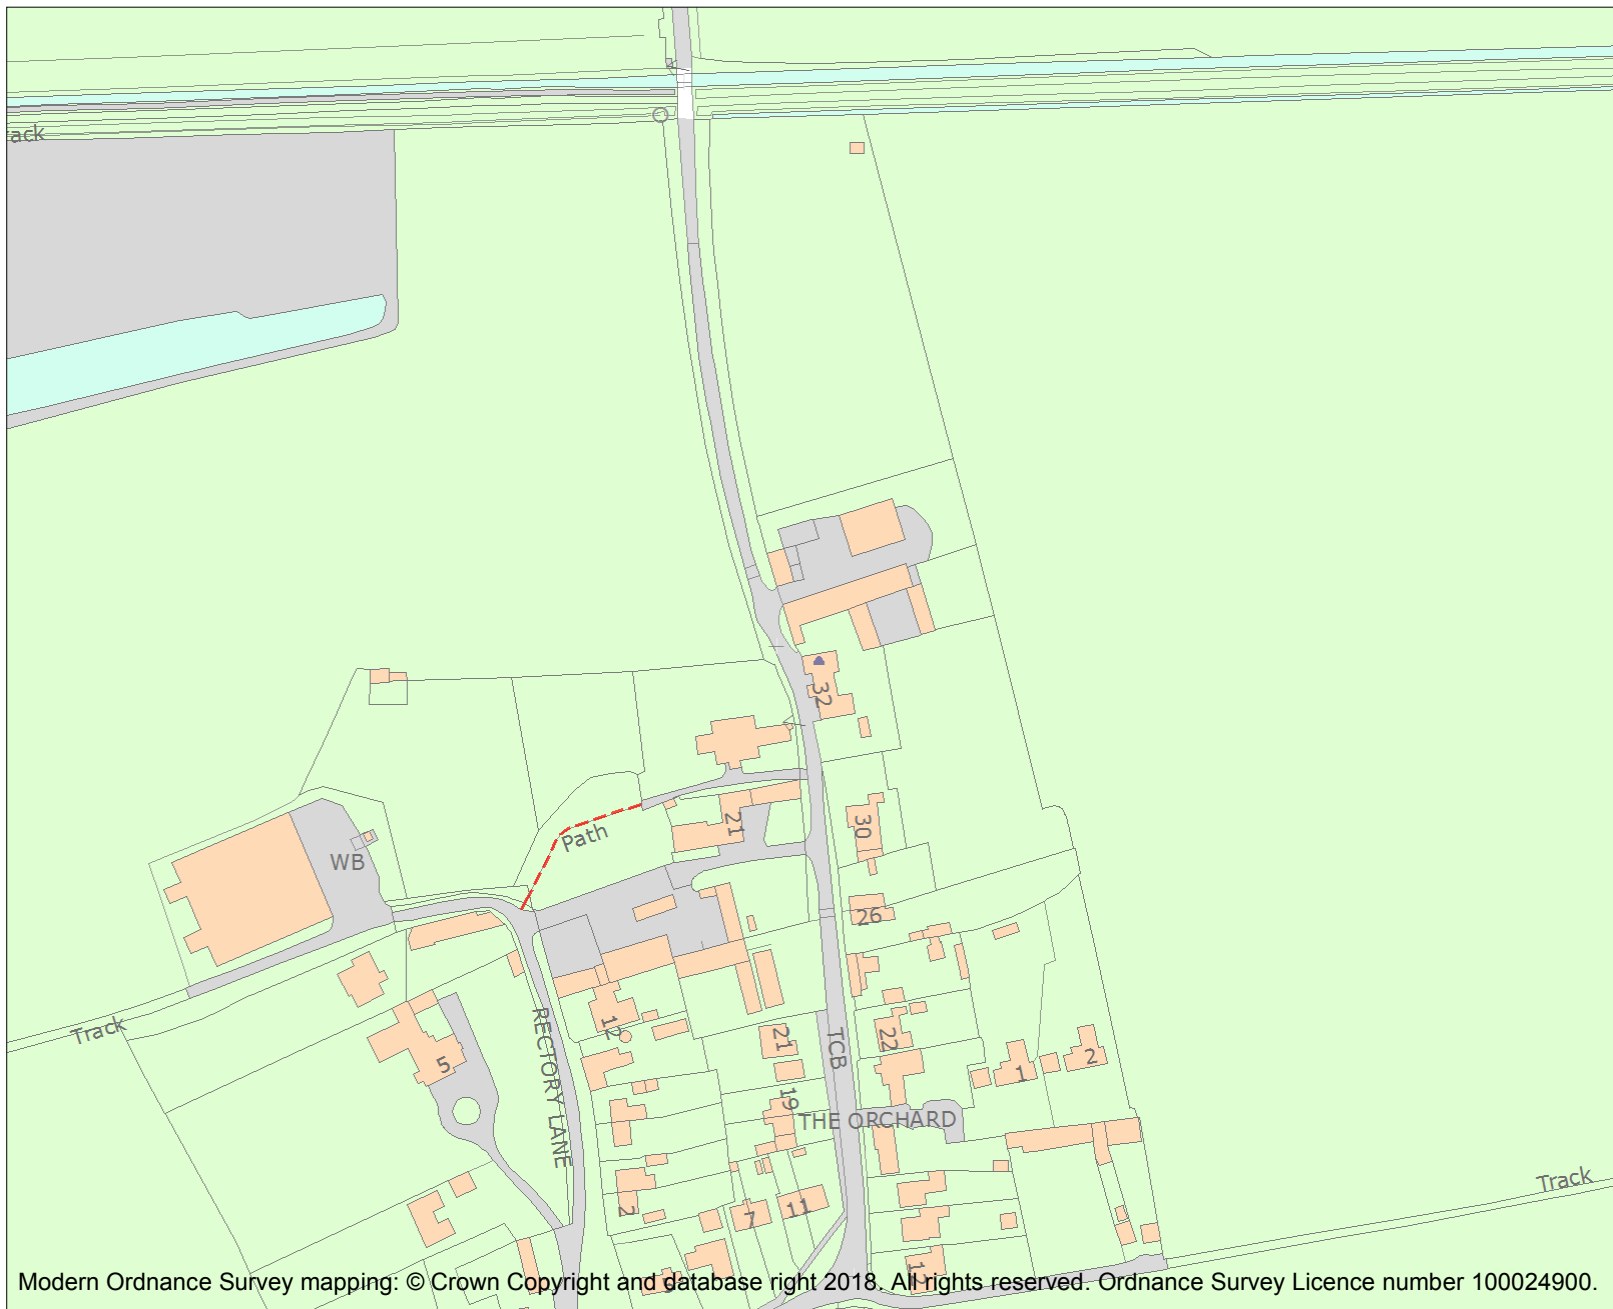 ack
32
21
Path
30
WB
26
12
21
TCB
22
Track
5
RECTORY LANE
1
2
19
THE ORCHARD
Track
2
7
11
12
Modern Ordnance Survey mapping: © Crown Copyright and database right 2018. All rights reserved. Ordnance Survey Licence number 100024900.